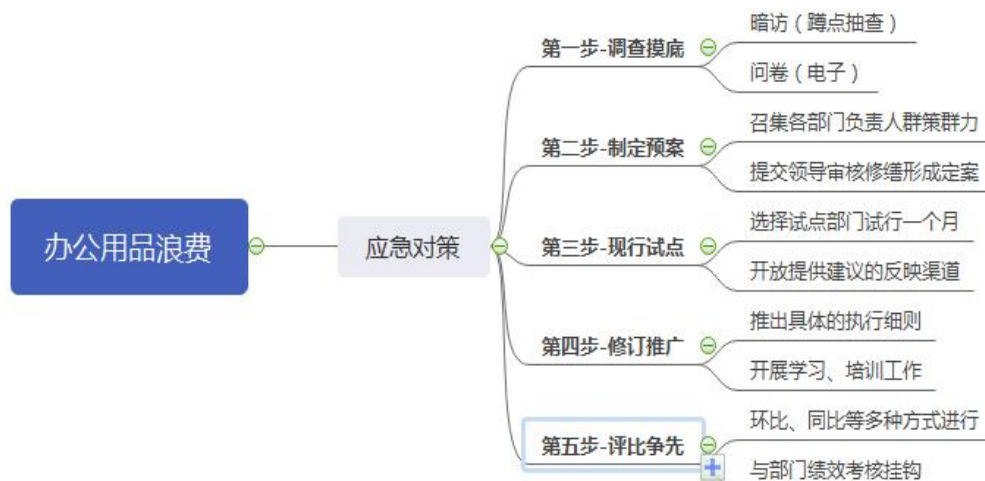 办公用品浪费
应急对策
第一步-调查摸底
暗访（蹲点抽查）
问卷（电子）
第二步-制定预案
召集各部门负责人群策群力
提交领导审核修缮形成定案
第三步-现行试点
选择试点部门试行一个月
开放提供建议的反映渠道
第四步-修订推广
推出具体的执行细则
开展学习、培训工作
第五步-评比争先
环比、同比等多种方式进行
与部门绩效考核挂钩